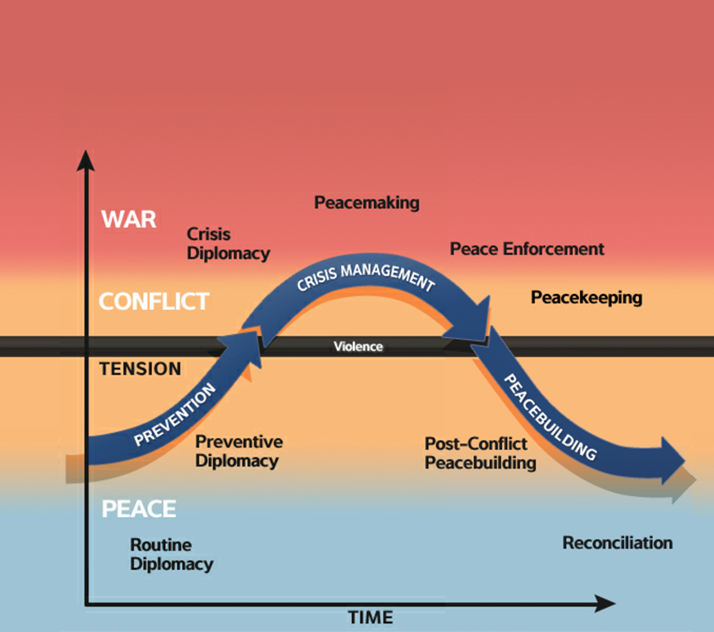 Peacemaking
WAR
Crisis
Diplomacy
Peace Enforcement
CRISIS MANAGEMENT
CONFLICT
Peacekeeping
Violence
TENSION
PREVENTION
PEACEBUILDING
Preventive
Diplomacy
Post-Conflict
Peacebuilding
PEACE
Routine
Diplomacy
Reconciliation
TIME